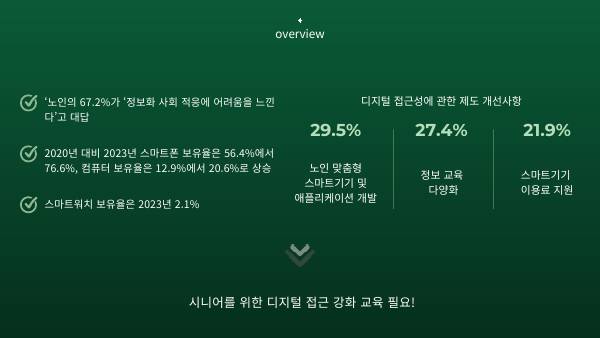 overview
‘노인의 67.2%가 ‘정보화 사회 적응에 어려움을 느낀
다’고 대답
2020년 대비 2023년 스마트폰 보유율은 56.4%에서
76.6%, 컴퓨터 보유율은 12.9%에서 20.6%로 상승
스마트워치 보유율은 2023년 2.1%
디지털 접근성에 관한 제도 개선사항
29.5%
노인 맞춤형
스마트기기 및
애플리케이션 개발
27.4%
정보 교육
다양화
21.9%
스마트기기
이용료 지원
시니어를 위한 디지털 접근 강화 교육 필요!